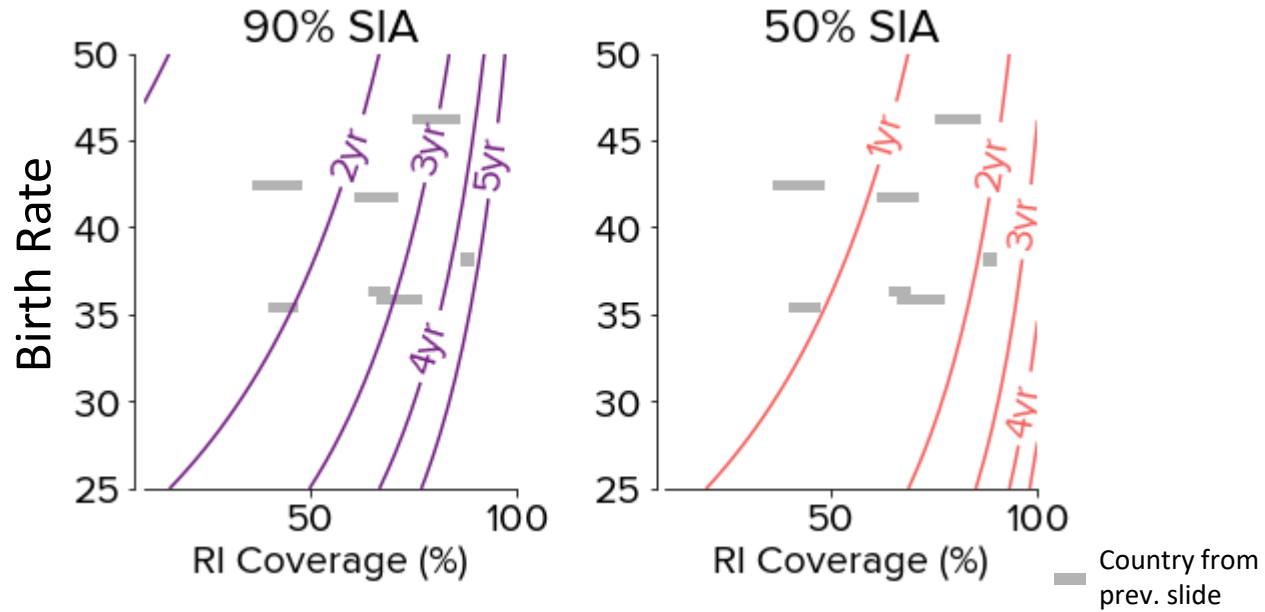 90% SIA
50% SIA
Birth Rate
50
45
40
35
30
25
2yr
3yr
4yr
5yr
50
100
RI Coverage (%)
50
45
40
35
30
25
1yr
2yr
3yr
4yr
50
100
RI Coverage (%)
Country from
prev. slide